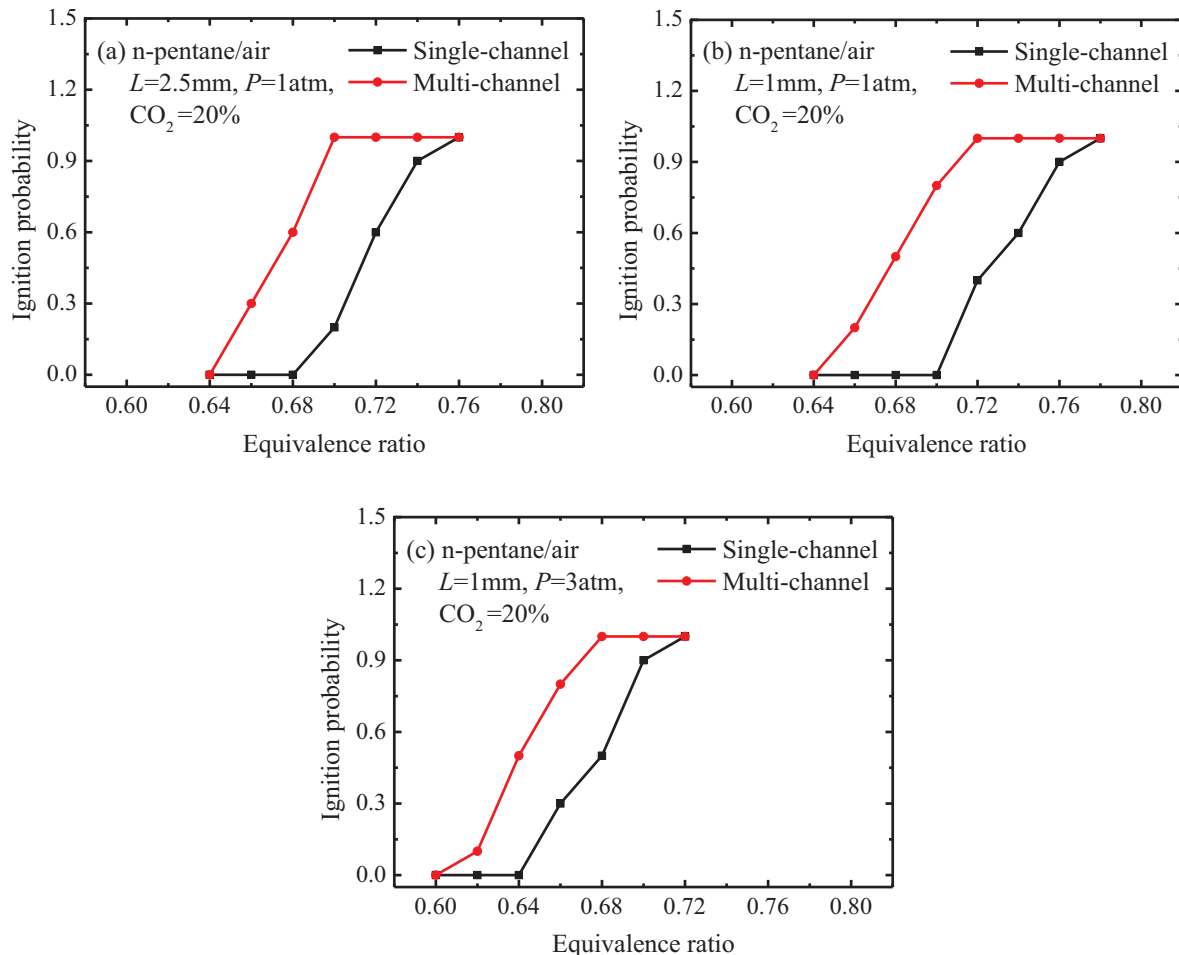 1.5
1.2
0.9
0.6
0.3
0.0
Ignition probability
(a) n-pentane/air
L=2.5mm, P=1atm,
CO2=20%
Single-channel
Multi-channel
0.60 0.64 0.68 0.72 0.76 0.80
Equivalence ratio
1.5
1.2
0.9
0.6
0.3
0.0
Ignition probability
(b) n-pentane/air
L=1mm, P=1atm,
CO2=20%
Single-channel
Multi-channel
0.60 0.64 0.68 0.72 0.76 0.80
Equivalence ratio
1.5
1.2
0.9
0.6
0.3
0.0
Ignition probability
(c) n-pentane/air
L=1mm, P=3atm,
CO2=20%
Single-channel
Multi-channel
0.60 0.64 0.68 0.72 0.76 0.80
Equivalence ratio